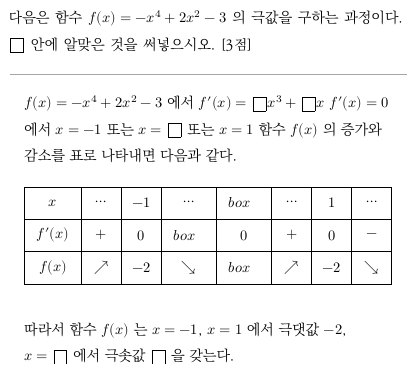 다음은 함수 f(x) = −x⁴ + 2x² − 3 의 극값을 구하는 과정이다.
□ 안에 알맞은 것을 써넣으시오. [3점]
f(x) = −x⁴ + 2x² − 3 에서 f′(x) = □x³ + □x f′(x) = 0
에서 x = −1 또는 x = □ 또는 x = 1 함수 f(x) 의 증가와
감소를 표로 나타내면 다음과 같다.
x ⋯ −1 ⋯ box ⋯ 1 ⋯
f′(x) + 0 box 0 + 0 −
f(x) ↗ −2 ↘ box ↗ −2 ↘
따라서 함수 f(x) 는 x = −1, x = 1 에서 극댓값 −2,
x = □ 에서 극솟값 □ 을 갖는다.